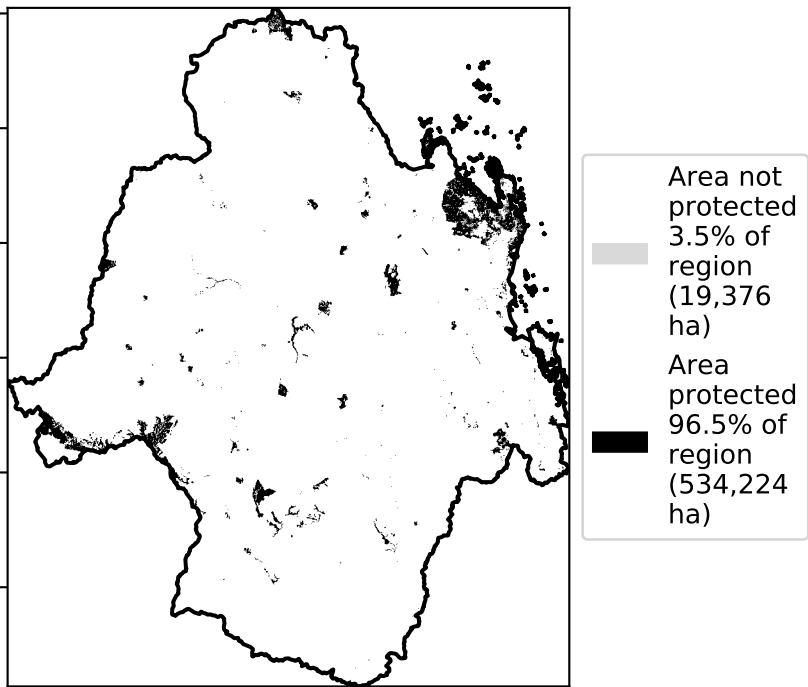 Area not
protected
3.5% of
region
(19,376
ha)
Area
protected
96.5% of
region
(534,224
ha)